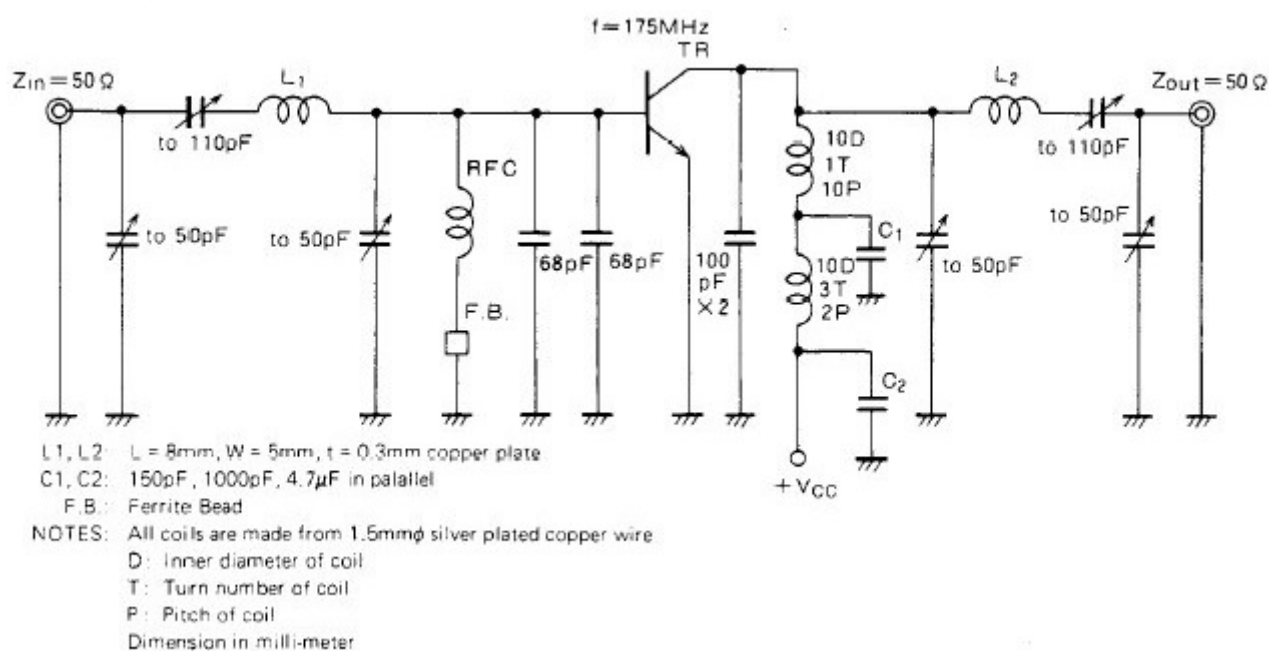 f=175MHz
TR
Zin=50Ω
L1
L2
Zout=50Ω
to 110pF
10D
1T
10P
to 110pF
RFC
to 50pF
to 50pF
68pF
68pF
100
pF
×2
C1
10D
3T
2P
to 50pF
to 50pF
F.B.
C2
+VCC
L1, L2: L = 8mm, W = 5mm, t = 0.3mm copper plate
C1, C2: 150pF, 1000pF, 4.7μF in palallel
F.B.: Ferrite Bead
NOTES: All coils are made from 1.5mmϕ silver plated copper wire
D: Inner diameter of coil
T: Turn number of coil
P: Pitch of coil
Dimension in milli-meter